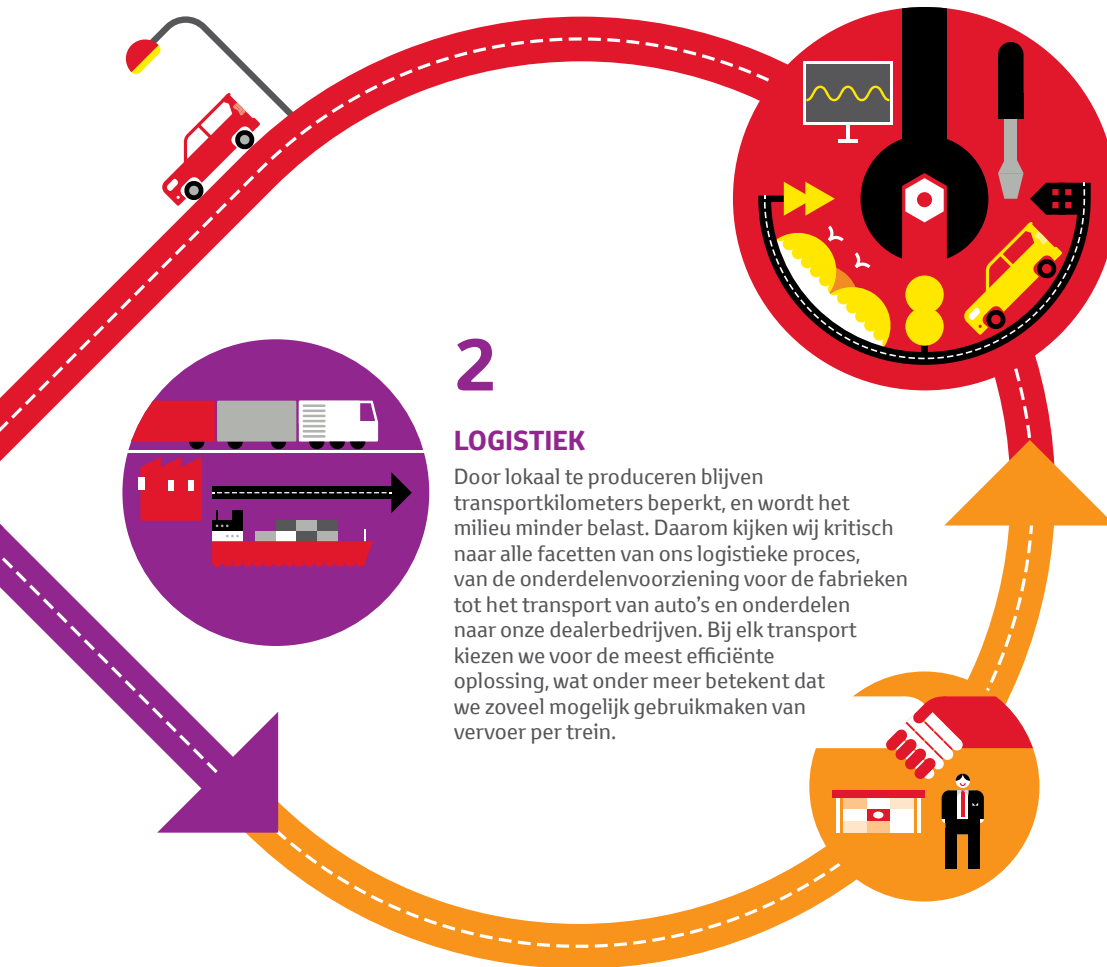 2
LOGISTIEK
Door lokaal te produceren blijven
transportkilometers beperkt, en wordt het
milieu minder belast. Daarom kijken wij kritisch
naar alle facetten van ons logistieke proces,
van de onderdelenvoorziening voor de fabrieken
tot het transport van auto’s en onderdelen
naar onze dealerbedrijven. Bij elk transport
kiezen we voor de meest efficiënte
oplossing, wat onder meer betekent dat
we zoveel mogelijk gebruikmaken van
vervoer per trein.